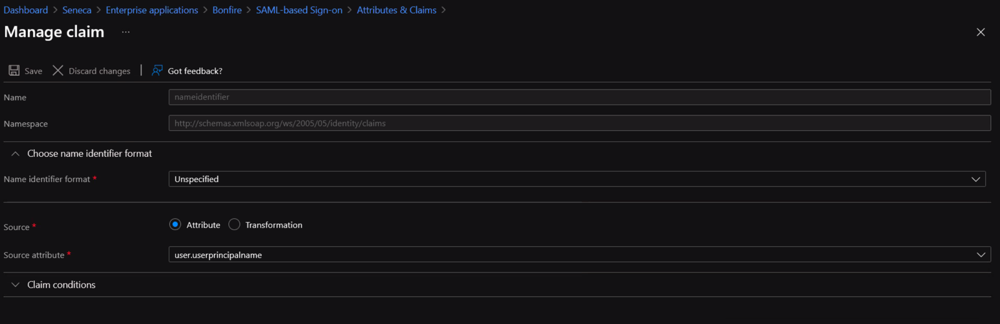 Dashboard > Seneca > Enterprise applications > Bonfire > SAML-based Sign-on > Attributes & Claims >
Manage claim ...
Save Discard changes | Got feedback?
Name nameidentifier
Namespace http://schemas.xmlsoap.org/ws/2005/05/identity/claims
Choose name identifier format
Name identifier format * Unspecified
Source * Attribute Transformation
Source attribute * user.userprincipalname
Claim conditions